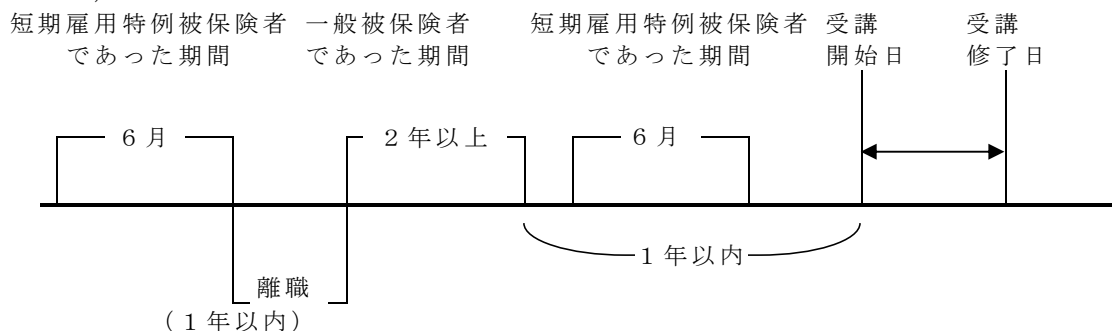 短期雇用特例被保険者 一般被保険者 短期雇用特例被保険者 受講 受講
であった期間 であった期間 であった期間 開始日 修了日
6月 2年以上 6月
1年以内
離職
(1年以内)